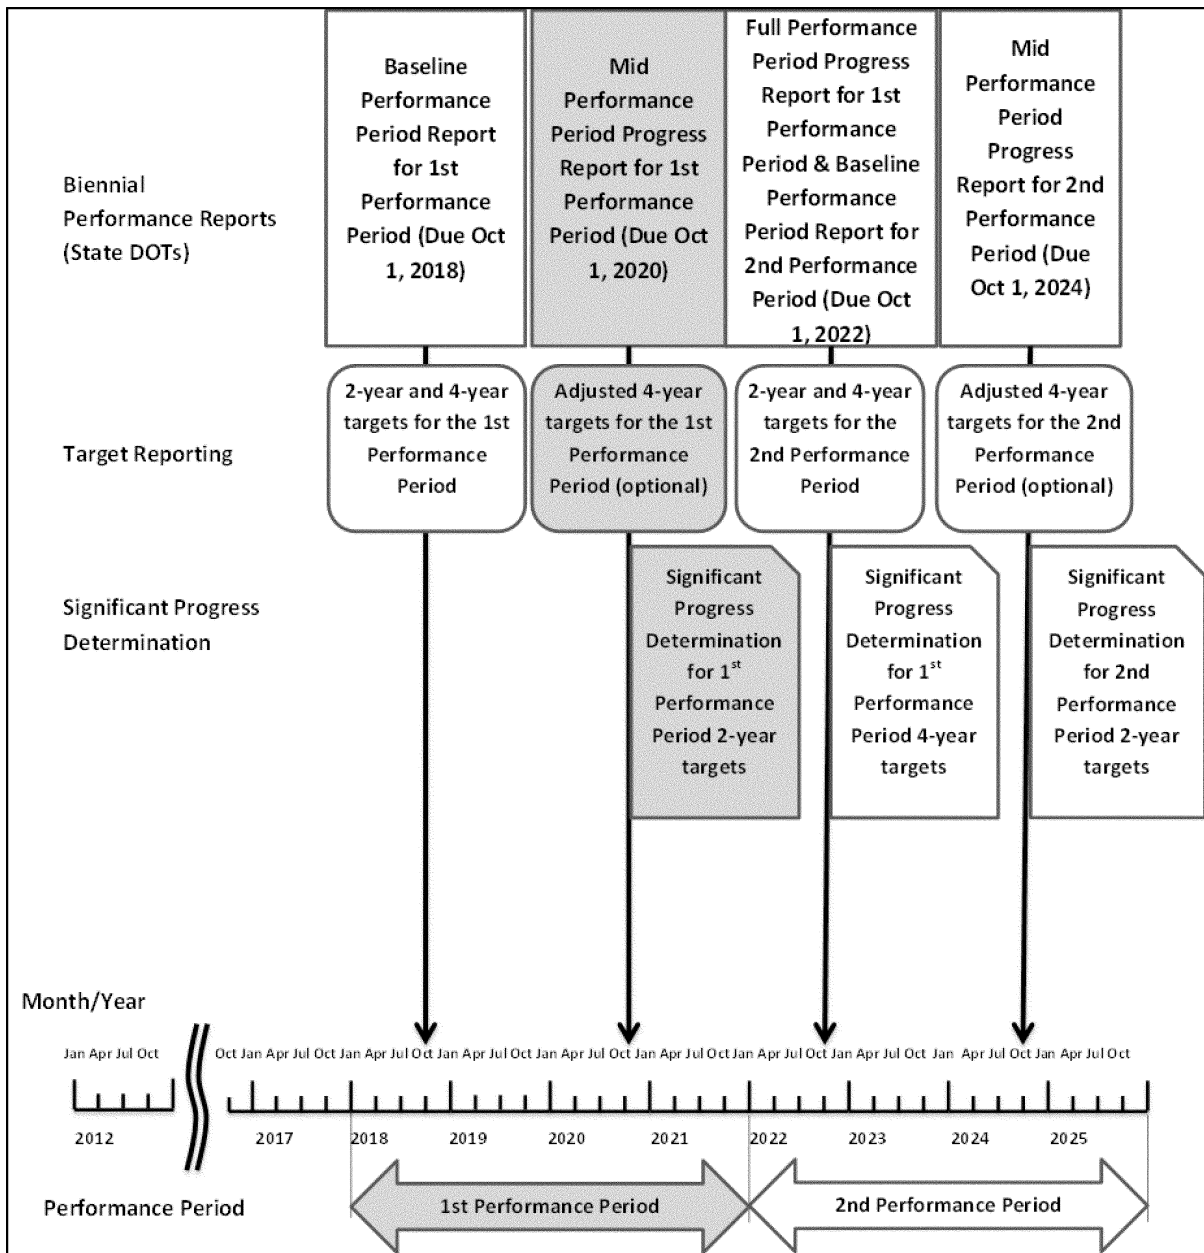 Biennial
Performance Reports
(State DOTs)
Baseline
Performance
Period Report
for 1st
Performance
Period (Due Oct
1, 2018)
Mid
Performance
Period Progress
Report for 1st
Performance
Period (Due Oct
1, 2020)
Full Performance
Period Progress
Report for 1st
Performance
Period & Baseline
Performance
Period Report for
2nd Performance
Period (Due Oct
1, 2022)
Mid
Performance
Period
Progress
Report for 2nd
Performance
Period (Due
Oct 1, 2024)
Target Reporting
2-year and 4-year
targets for the 1st
Performance
Period
Adjusted 4-year
targets for the 1st
Performance
Period (optional)
2-year and 4-year
targets for the
2nd Performance
Period
Adjusted 4-year
targets for the 2nd
Performance
Period (optional)
Significant Progress
Determination
Significant
Progress
Determination
for 1st
Performance
Period 2-year
targets
Significant
Progress
Determination
for 1st
Performance
Period 4-year
targets
Significant
Progress
Determination
for 2nd
Performance
Period 2-year
targets
Month/Year
Jan Apr Jul Oct Oct Jan Apr Jul Oct Jan Apr Jul Oct Jan Apr Jul Oct Jan Apr Jul Oct Jan Apr Jul Oct Jan Apr Jul Oct Jan Apr Jul Oct Jan Apr Jul Oct Jan Apr Jul Oct
2012 2017 2018 2019 2020 2021 2022 2023 2024 2025
Performance Period
1st Performance Period
2nd Performance Period